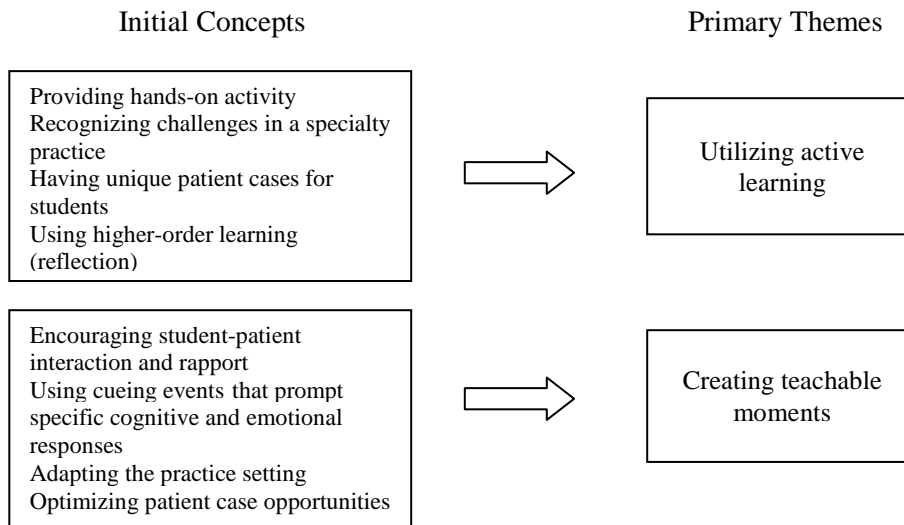 Initial Concepts
Primary Themes
Providing hands-on activity
Recognizing challenges in a specialty
practice
Having unique patient cases for
students
Using higher-order learning
(reflection)
Utilizing active
learning
Encouraging student-patient
interaction and rapport
Using cueing events that prompt
specific cognitive and emotional
responses
Adapting the practice setting
Optimizing patient case opportunities
Creating teachable
moments